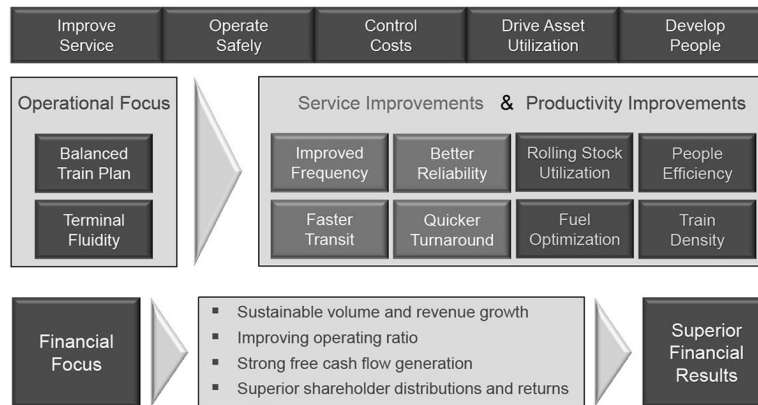 Improve
Service
Operate
Safely
Control
Costs
Drive Asset
Utilization
Develop
People
Operational Focus
Balanced
Train Plan
Terminal
Fluidity
Service Improvements & Productivity Improvements
Improved
Frequency
Better
Reliability
Rolling Stock
Utilization
People
Efficiency
Faster
Transit
Quicker
Turnaround
Fuel
Optimization
Train
Density
Financial
Focus
▪ Sustainable volume and revenue growth
▪ Improving operating ratio
▪ Strong free cash flow generation
▪ Superior shareholder distributions and returns
Superior
Financial
Results